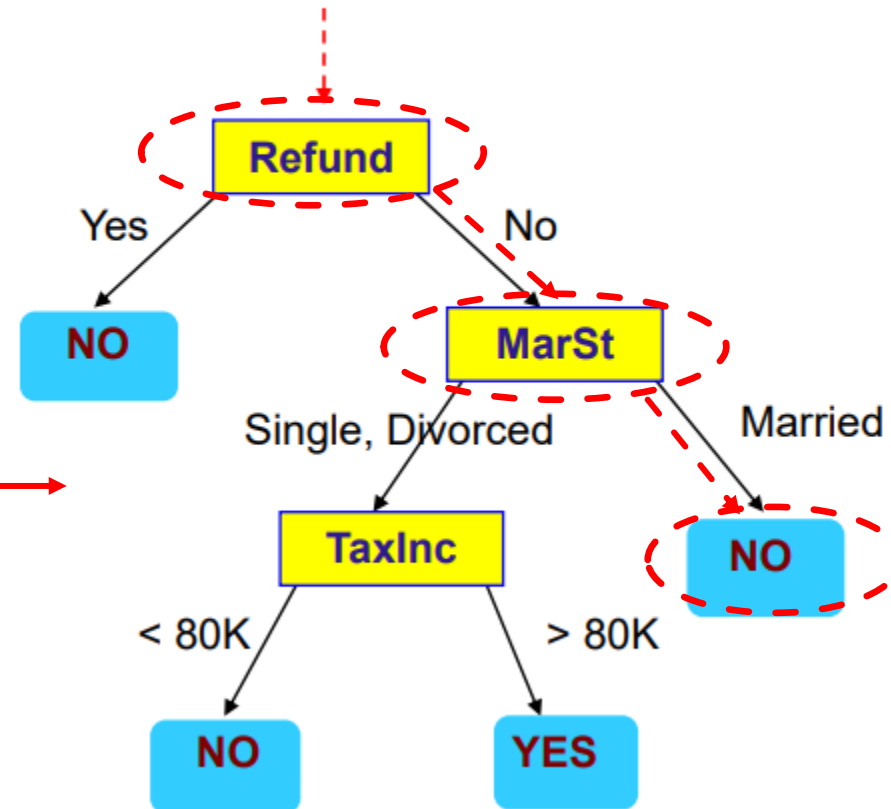 Refund
Yes
No
NO
MarSt
Single, Divorced
Married
TaxInc
NO
< 80K
> 80K
NO
YES